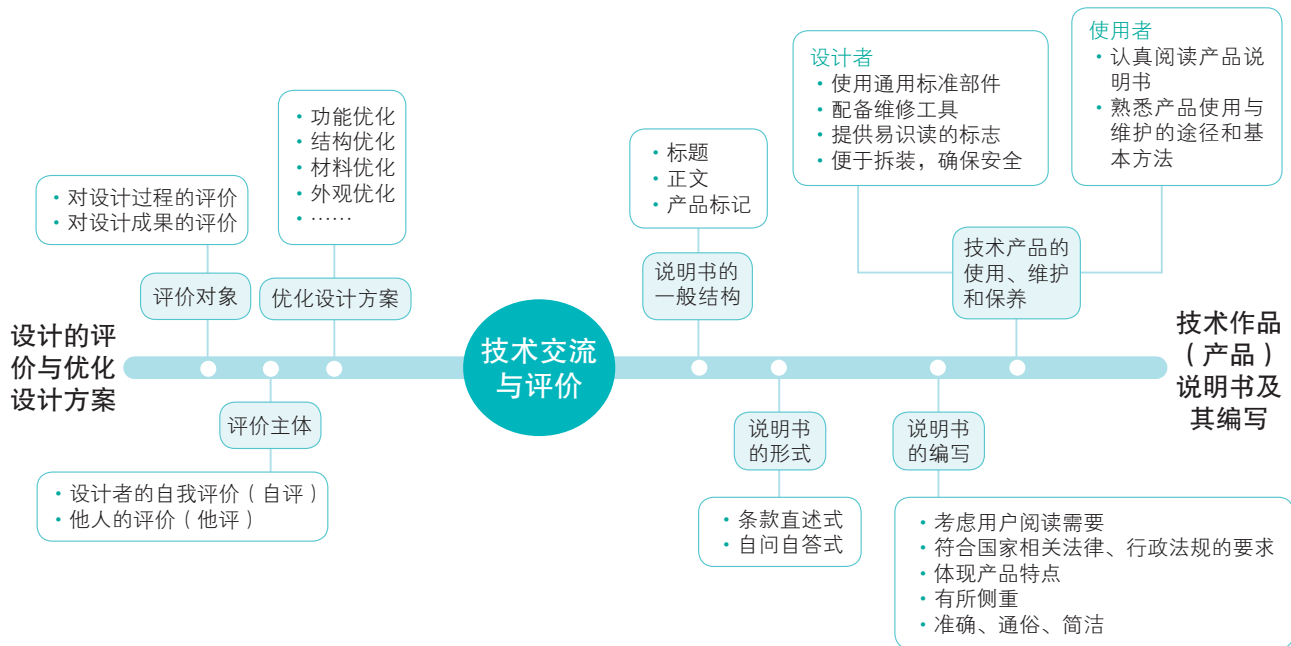 设计的评
价与优化
设计方案
· 对设计过程的评价
· 对设计成果的评价
评价对象
· 功能优化
· 结构优化
· 材料优化
· 外观优化
· ……
优化设计方案
评价主体
· 设计者的自我评价（自评）
· 他人的评价（他评）
技术交流
与评价
· 标题
· 正文
· 产品标记
说明书的
一般结构
说明书
的形式
· 条款直述式
· 自问自答式
设计者
· 使用通用标准部件
· 配备维修工具
· 提供易识读的标志
· 便于拆装，确保安全
使用者
· 认真阅读产品说
明书
· 熟悉产品使用与
维护的途径和基
本方法
技术产品的
使用、维护
和保养
说明书
的编写
· 考虑用户阅读需要
· 符合国家相关法律、行政法规的要求
· 体现产品特点
· 有所侧重
· 准确、通俗、简洁
技术作品
（产品）
说明书及
其编写